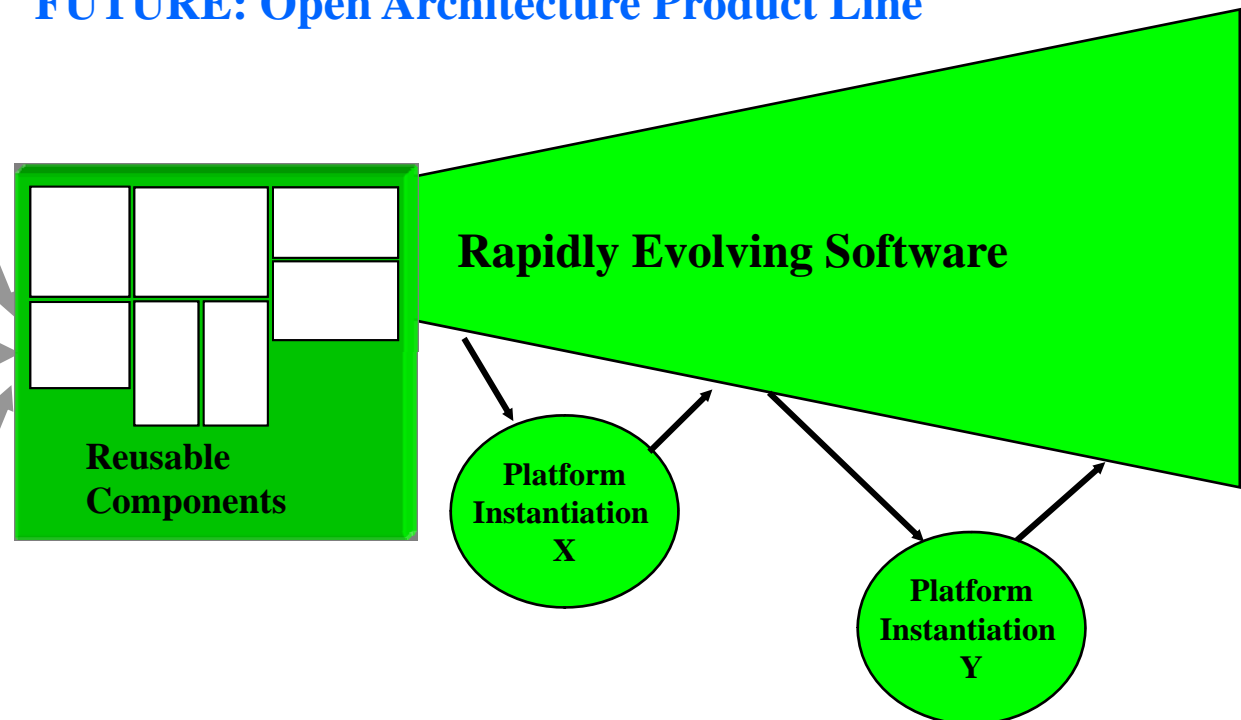 FUTURE: Open Architecture Product Line
Rapidly Evolving Software
Reusable
Components
Platform
Instantiation
X
Platform
Instantiation
Y